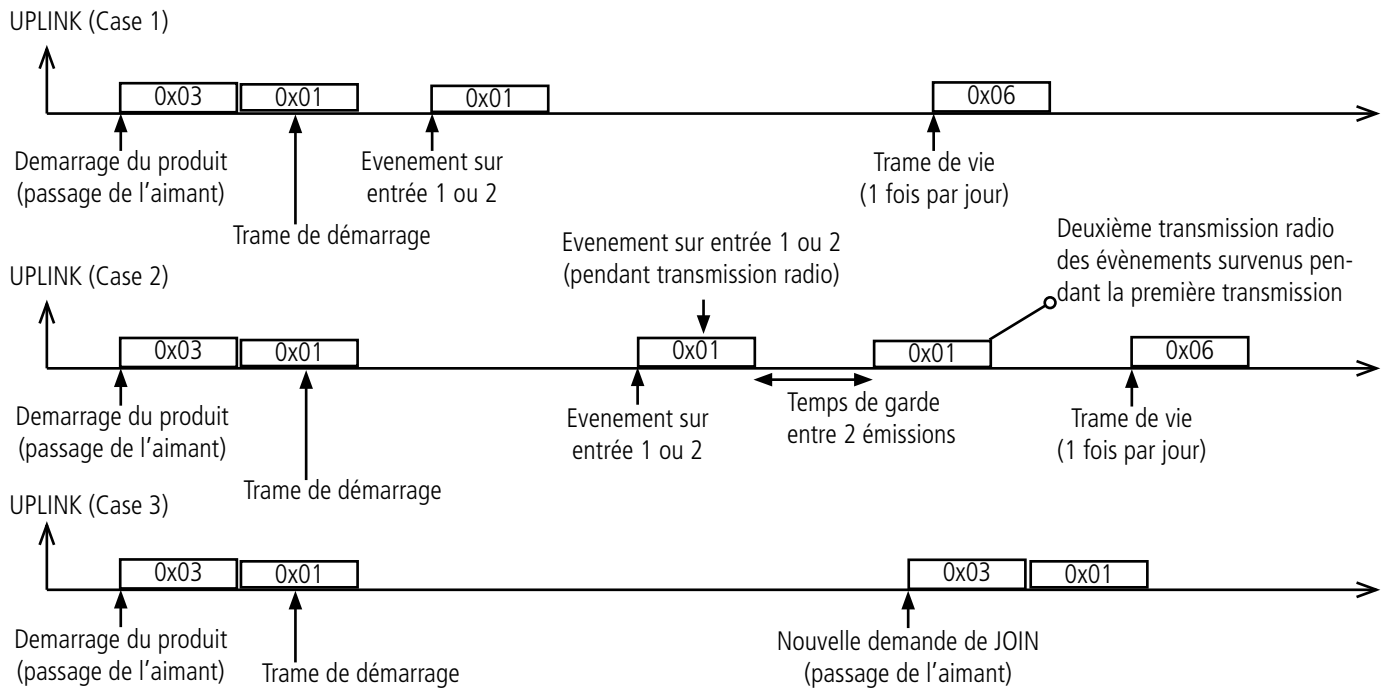 UPLINK (Case 1)
0x03
0x01
0x01
0x06
Demarrage du produit
(passage de l'aimant)
Evenement sur
entrée 1 ou 2
Trame de vie
(1 fois par jour)
Trame de démarrage
UPLINK (Case 2)
Evenement sur entrée 1 ou 2
(pendant transmission radio)
Deuxième transmission radio
des évènements survenus pen-
dant la première transmission
0x03
0x01
0x01
0x01
0x06
Demarrage du produit
(passage de l'aimant)
Evenement sur
entrée 1 ou 2
Temps de garde
entre 2 émissions
Trame de vie
(1 fois par jour)
Trame de démarrage
UPLINK (Case 3)
0x03
0x01
0x03
0x01
Demarrage du produit
(passage de l'aimant)
Trame de démarrage
Nouvelle demande de JOIN
(passage de l'aimant)